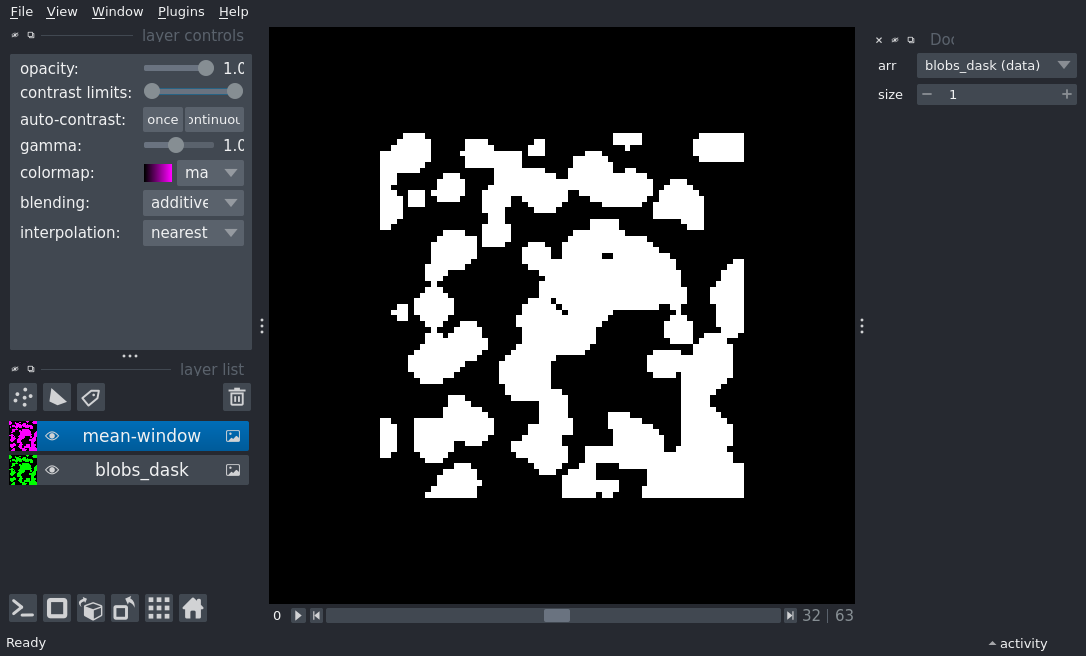 File View Window Plugins Help
layer controls
opacity: 1.0
contrast limits:
auto-contrast: once
gamma: 1.0
colormap: ma
blending: additive
interpolation: nearest
layer list
mean-window
blobs_dask
arr blobs_dask (data)
size 1
0 32 | 63
Ready activity